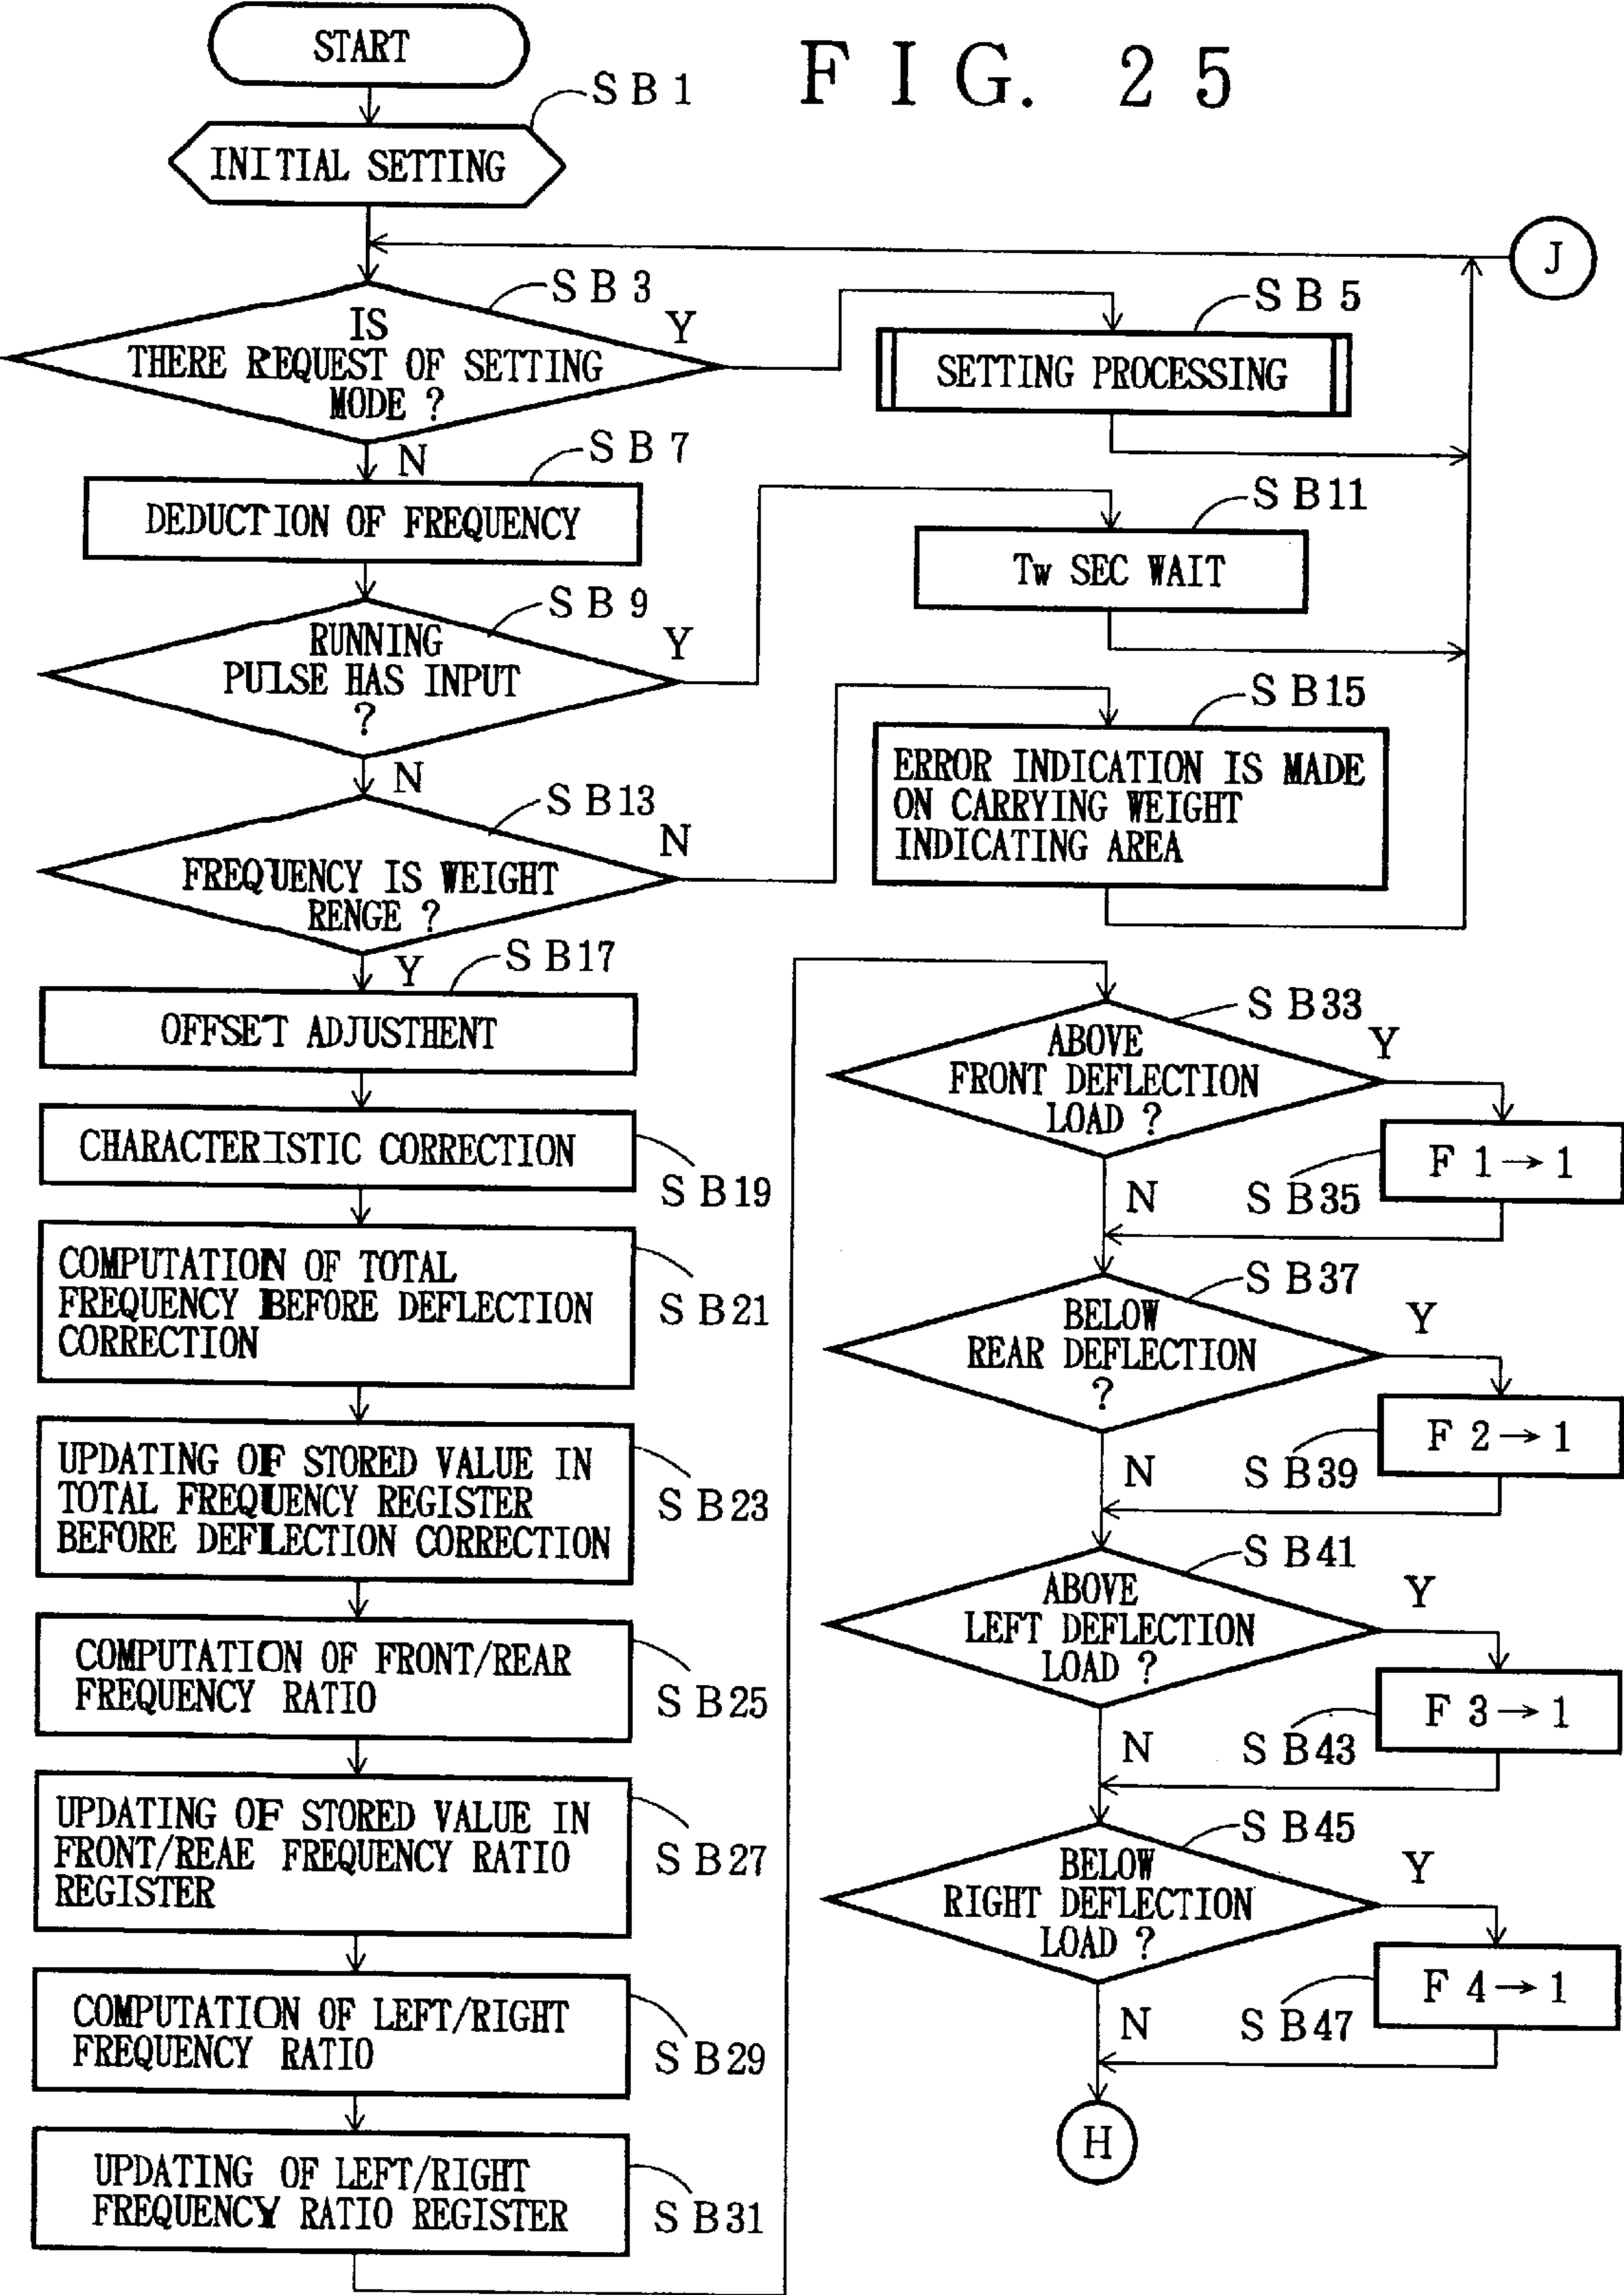 FIG. 25
START
SB1
INITIAL SETTING
J
SB3
IS
THERE REQUEST OF SETTING
MODE ?
Y
N
SB5
SETTING PROCESSING
SB7
DEDUCTION OF FREQUENCY
SB9
RUNNING
PULSE HAS INPUT
?
Y
N
SB11
Tw SEC WAIT
SB13
FREQUENCY IS WEIGHT
RENGE ?
N
Y
SB15
ERROR INDICATION IS MADE
ON CARRYING WEIGHT
INDICATING AREA
SB17
OFFSET ADJUSTHENT
CHARACTERISTIC CORRECTION
SB19
COMPUTATION OF TOTAL
FREQUENCY BEFORE DEFLECTION
CORRECTION
SB21
UPDATING OF STORED VALUE IN
TOTAL FREQUENCY REGISTER
BEFORE DEFLECTION CORRECTION
SB23
COMPUTATION OF FRONT/REAR
FREQUENCY RATIO
SB25
UPDATING OF STORED VALUE IN
FRONT/REAE FREQUENCY RATIO
REGISTER
SB27
COMPUTATION OF LEFT/RIGHT
FREQUENCY RATIO
SB29
UPDATING OF LEFT/RIGHT
FREQUENCY RATIO REGISTER
SB31
SB33
ABOVE
FRONT DEFLECTION
LOAD ?
Y
N
SB35
F1→1
SB37
BELOW
REAR DEFLECTION
?
Y
N
SB39
F2→1
SB41
ABOVE
LEFT DEFLECTION
LOAD ?
Y
N
SB43
F3→1
SB45
BELOW
RIGHT DEFLECTION
LOAD ?
Y
N
SB47
F4→1
H